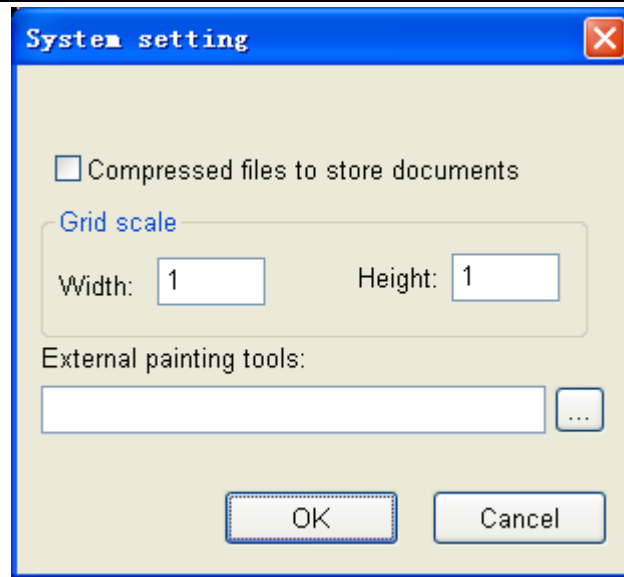 System setting
Compressed files to store documents
Grid scale
Width: 1 Height: 1
External painting tools:
...
OK Cancel